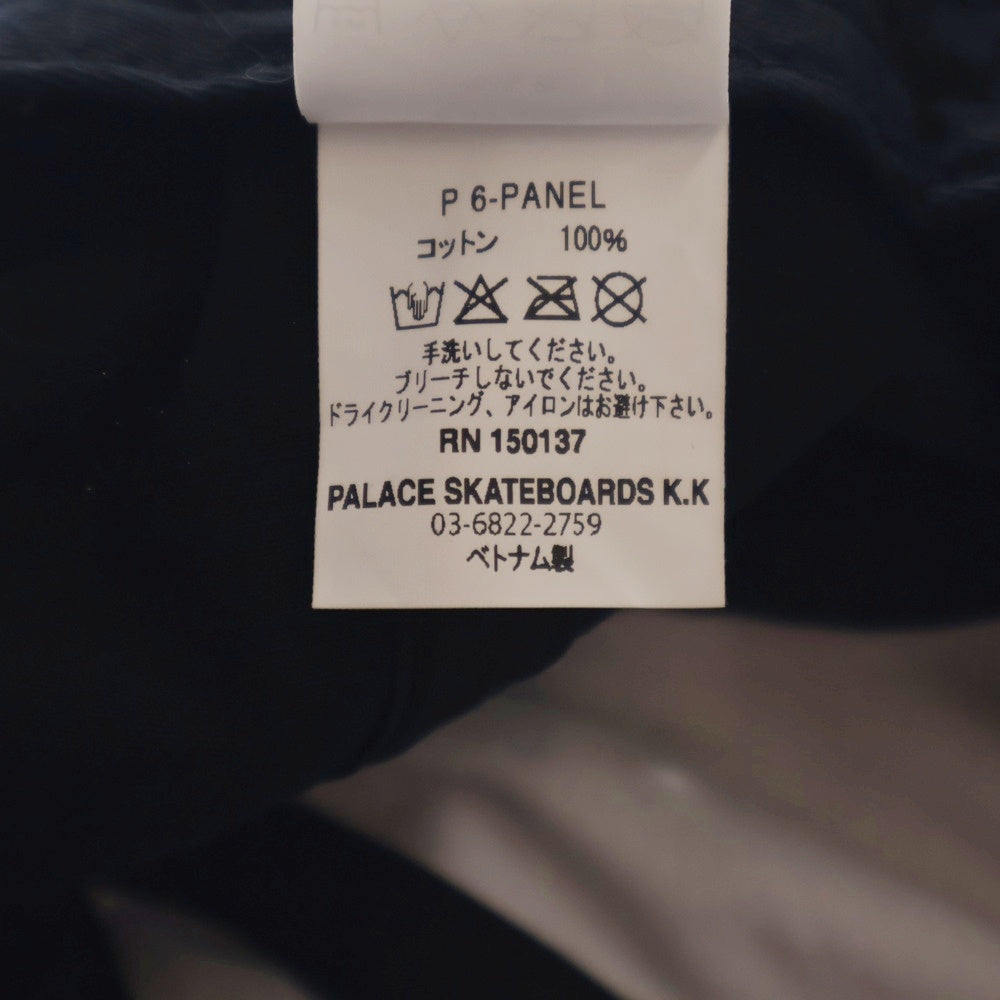 P 6-PANEL
コットン 100%
手洗いしてください。
ブリーチしないでください。
ドライクリーニング、アイロンはお避け下さい。
RN 150137
PALACE SKATEBOARDS K.K
03-6822-2759
ベトナム製